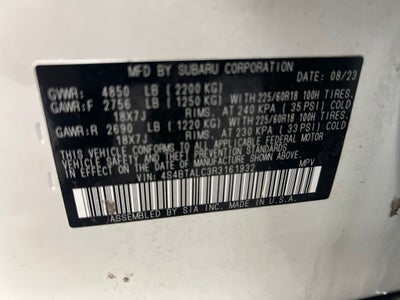 MFD BY SUBARU CORPORATION DATE: 08/23
GVWR: 4850 LB (2200 KG)
GAWR:F 2756 LB (1250 KG) WITH 225/60R18 100H TIRES,
18X7J RIMS, AT 240 KPA (35 PSI) COLD
GAWR:R 2690 LB (1220 KG) WITH 225/60R18 100H TIRES,
18X7J RIMS, AT 230 KPA (33 PSI) COLD
THIS VEHICLE CONFORMS TO ALL APPLICABLE FEDERAL MOTOR
VEHICLE SAFETY, BUMPER, AND THEFT PREVENTION
STANDARDS IN EFFECT ON THE DATE OF MANUFACTURE
SHOWN ABOVE.
VIN: 4S4BTALC3R3161932 MPV
ASSEMBLED BY SIA INC. MADE IN U.S.A.